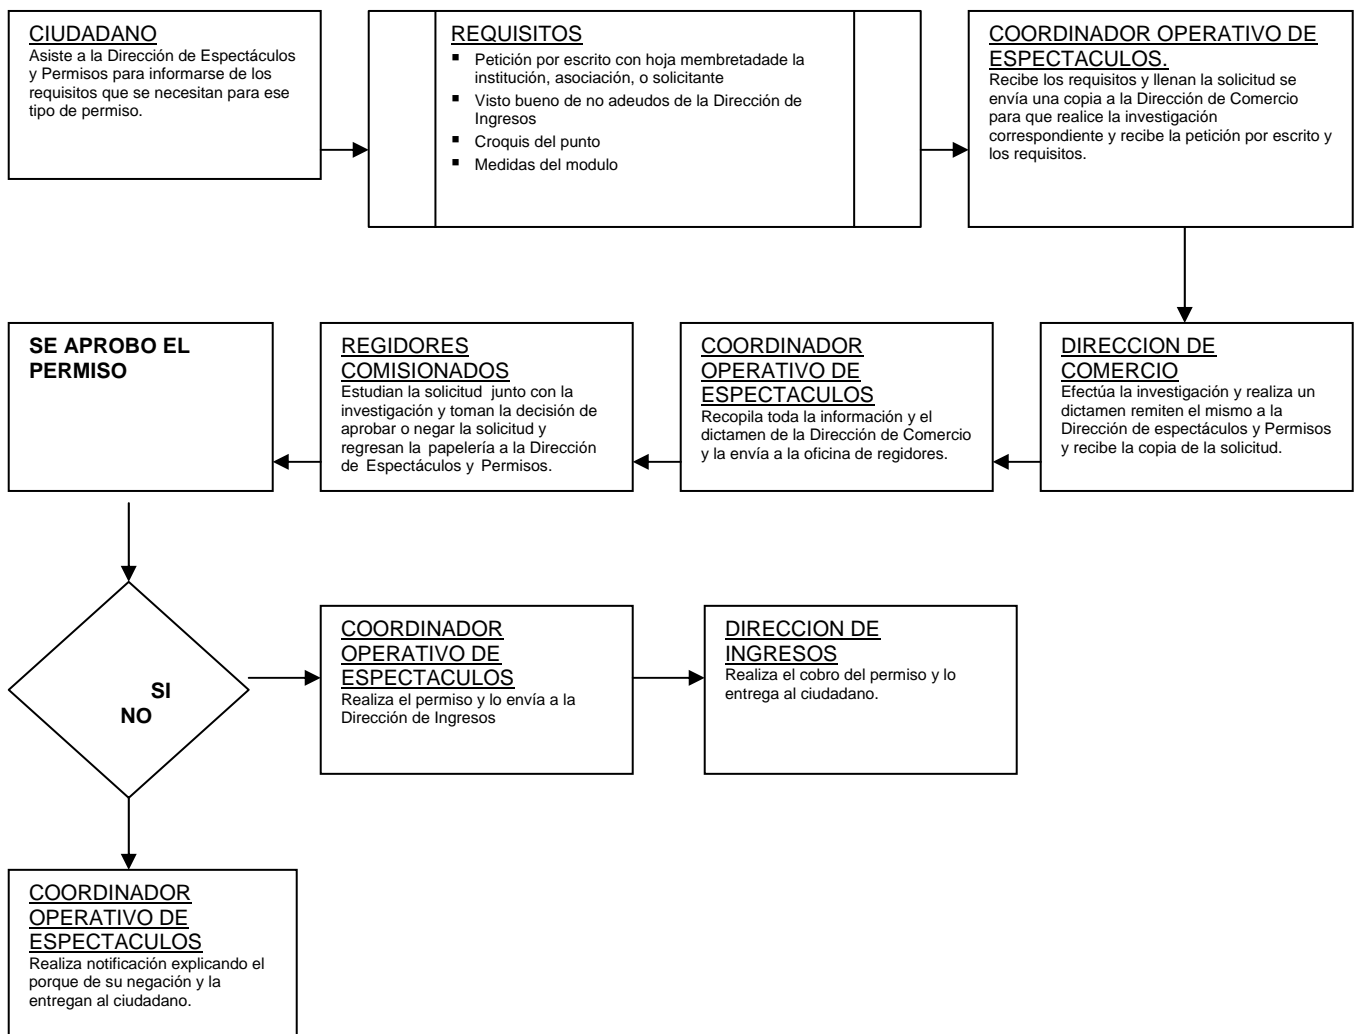 CIUDADANO
Asiste a la Dirección de Espectáculos
y Permisos para informarse de los
requisitos que se necesitan para ese
tipo de permiso.
REQUISITOS
▪ Petición por escrito con hoja membretadade la
institución, asociación, o solicitante
▪ Visto bueno de no adeudos de la Dirección de
Ingresos
▪ Croquis del punto
▪ Medidas del modulo
COORDINADOR OPERATIVO DE
ESPECTACULOS.
Recibe los requisitos y llenan la solicitud se
envía una copia a la Dirección de Comercio
para que realice la investigación
correspondiente y recibe la petición por escrito y
los requisitos.
SE APROBO EL
PERMISO
REGIDORES
COMISIONADOS
Estudian la solicitud junto con la
investigación y toman la decisión de
aprobar o negar la solicitud y
regresan la papelería a la Dirección
de Espectáculos y Permisos.
COORDINADOR
OPERATIVO DE
ESPECTACULOS
Recopila toda la información y el
dictamen de la Dirección de Comercio
y la envía a la oficina de regidores.
DIRECCION DE
COMERCIO
Efectúa la investigación y realiza un
dictamen remiten el mismo a la
Dirección de espectáculos y Permisos
y recibe la copia de la solicitud.
SI
NO
COORDINADOR
OPERATIVO DE
ESPECTACULOS
Realiza el permiso y lo envía a la
Dirección de Ingresos
DIRECCION DE
INGRESOS
Realiza el cobro del permiso y lo
entrega al ciudadano.
COORDINADOR
OPERATIVO DE
ESPECTACULOS
Realiza notificación explicando el
porque de su negación y la
entregan al ciudadano.